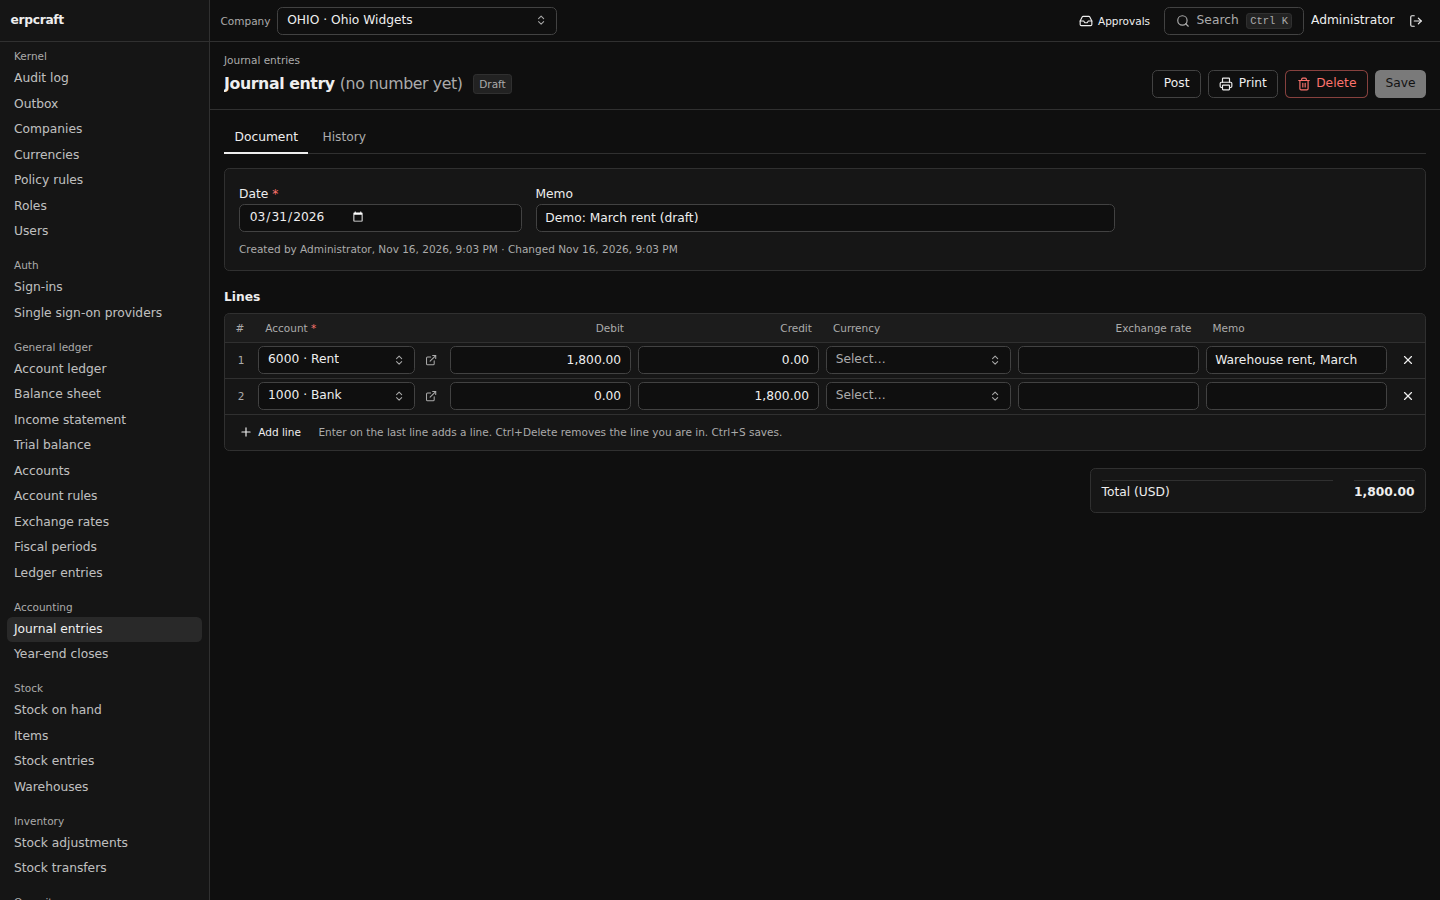 erpcraft
Company
OHIO · Ohio Widgets
Approvals
Search
Ctrl K
Administrator
Kernel
Audit log
Outbox
Companies
Currencies
Policy rules
Roles
Users
Auth
Sign-ins
Single sign-on providers
General ledger
Account ledger
Balance sheet
Income statement
Trial balance
Accounts
Account rules
Exchange rates
Fiscal periods
Ledger entries
Accounting
Journal entries
Year-end closes
Stock
Stock on hand
Items
Stock entries
Warehouses
Inventory
Stock adjustments
Stock transfers
Journal entries
Journal entry (no number yet) Draft
Post
Print
Delete
Save
Document
History
Date *
Memo
03/31/2026
Demo: March rent (draft)
Created by Administrator, Nov 16, 2026, 9:03 PM · Changed Nov 16, 2026, 9:03 PM
Lines
# Account * Debit Credit Currency Exchange rate Memo
1 6000 · Rent 1,800.00 0.00 Select... Warehouse rent, March
2 1000 · Bank 0.00 1,800.00 Select...
Add line Enter on the last line adds a line. Ctrl+Delete removes the line you are in. Ctrl+S saves.
Total (USD) 1,800.00